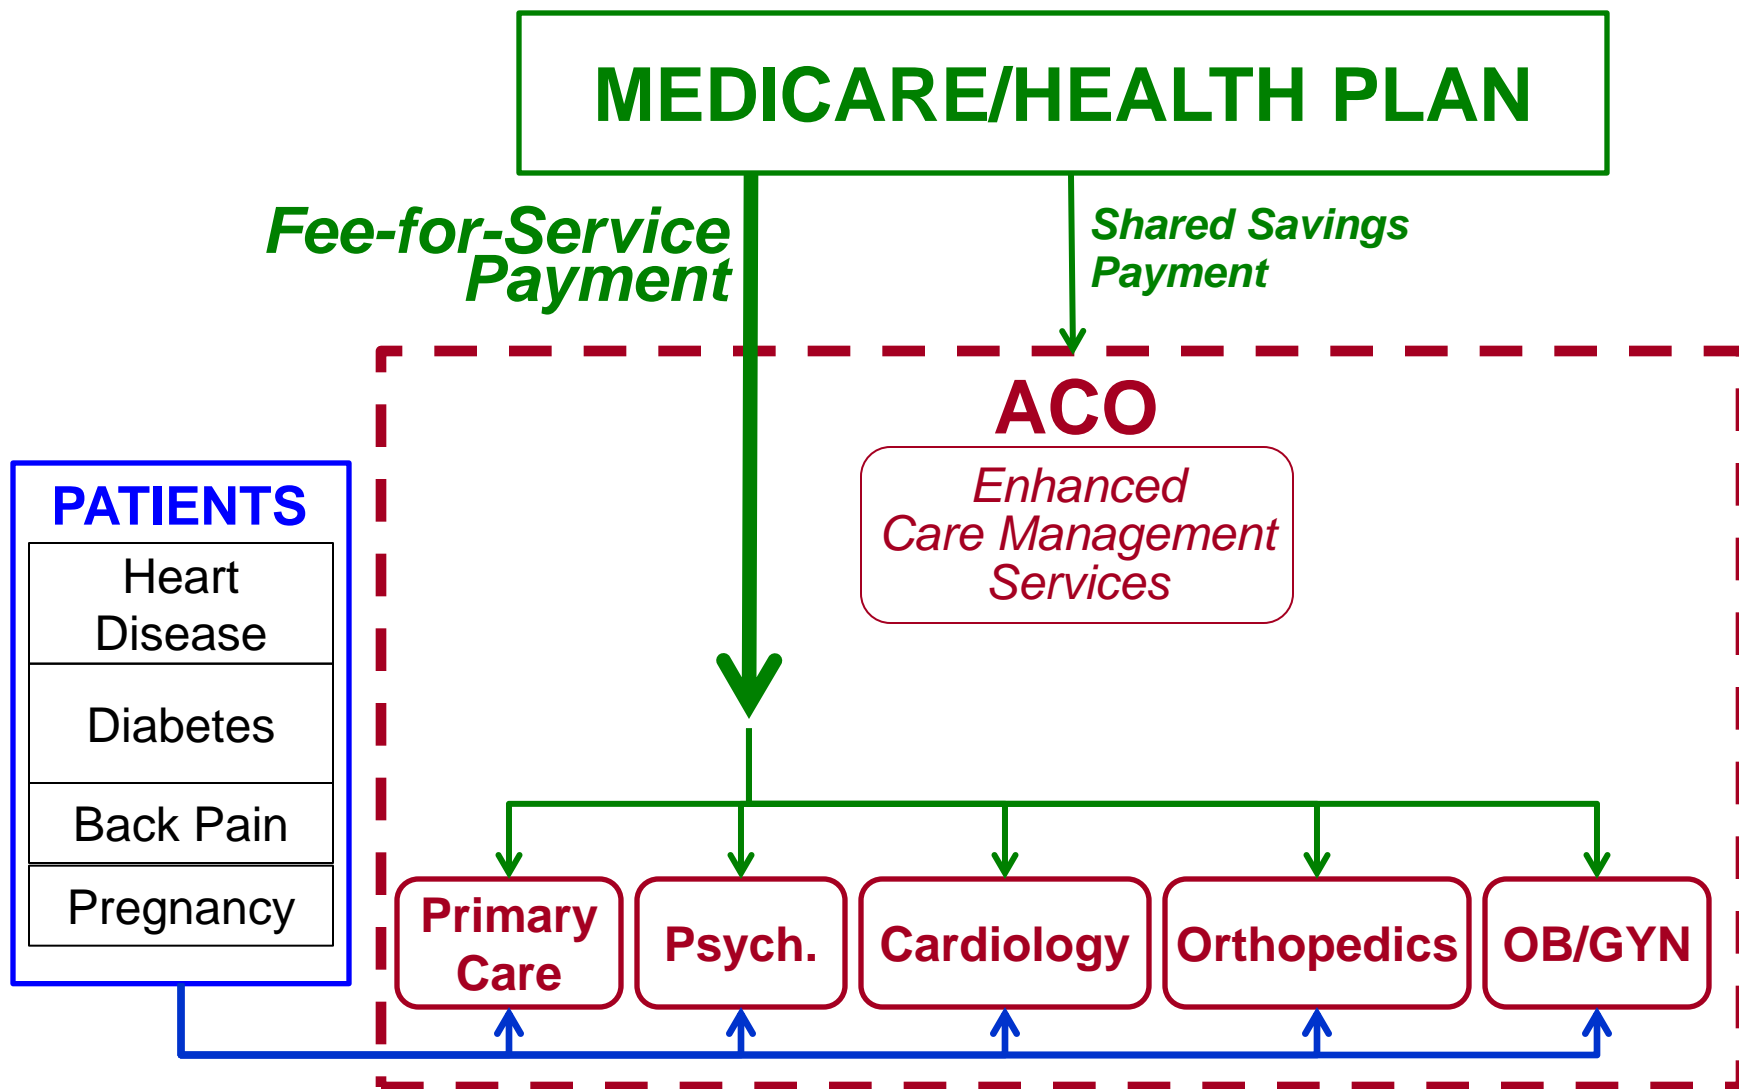 MEDICARE/HEALTH PLAN
Fee-for-Service
Payment
Shared Savings
Payment
ACO
Enhanced
Care Management
Services
PATIENTS
Heart
Disease
Diabetes
Back Pain
Pregnancy
Primary
Care
Psych.
Cardiology
Orthopedics
OB/GYN